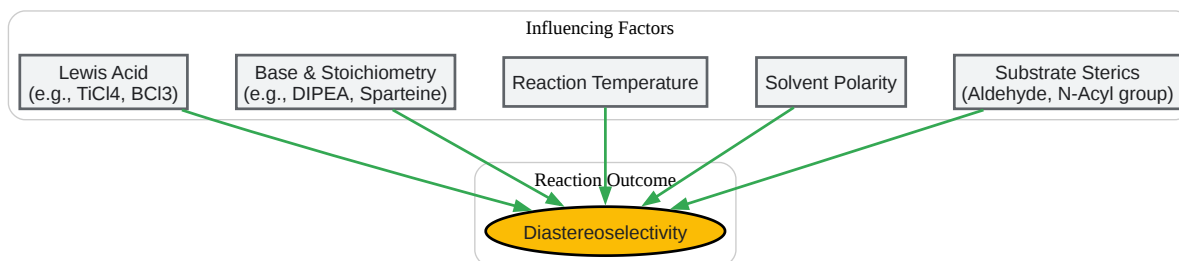 Influencing Factors
Lewis Acid
(e.g., TiCl4, BCl3)
Base & Stoichiometry
(e.g., DIPEA, Sparteine)
Reaction Temperature
Solvent Polarity
Substrate Sterics
(Aldehyde, N-Acyl group)
Reaction Outcome
Diastereoselectivity